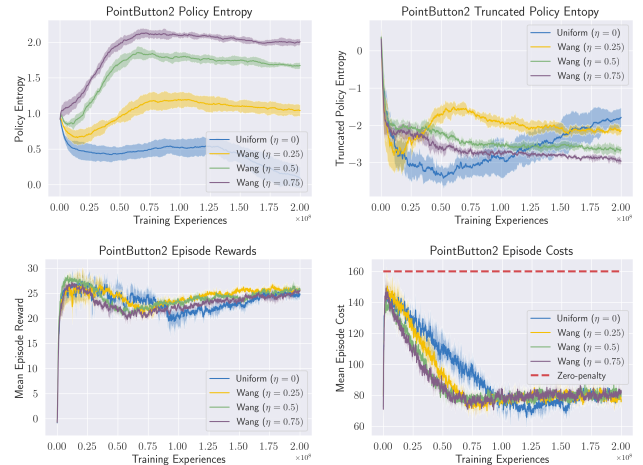 PointButton2 Policy Entropy
Policy Entropy
2.0
1.5
1.0
0.5
0.0
Uniform (η = 0)
Wang (η = 0.25)
Wang (η = 0.5)
Wang (η = 0.75)
0.00 0.25 0.50 0.75 1.00 1.25 1.50 1.75 2.00
Training Experiences
×10⁸
PointButton2 Truncated Policy Entopy
Truncated Policy Entropy
0
−1
−2
−3
Uniform (η = 0)
Wang (η = 0.25)
Wang (η = 0.5)
Wang (η = 0.75)
0.00 0.25 0.50 0.75 1.00 1.25 1.50 1.75 2.00
Training Experiences
×10⁸
PointButton2 Episode Rewards
Mean Episode Reward
30
25
20
15
10
5
0
Uniform (η = 0)
Wang (η = 0.25)
Wang (η = 0.5)
Wang (η = 0.75)
0.00 0.25 0.50 0.75 1.00 1.25 1.50 1.75 2.00
Training Experiences
×10⁸
PointButton2 Episode Costs
Mean Episode Cost
160
140
120
100
80
60
Uniform (η = 0)
Wang (η = 0.25)
Wang (η = 0.5)
Wang (η = 0.75)
Zero-penalty
0.00 0.25 0.50 0.75 1.00 1.25 1.50 1.75 2.00
Training Experiences
×10⁸